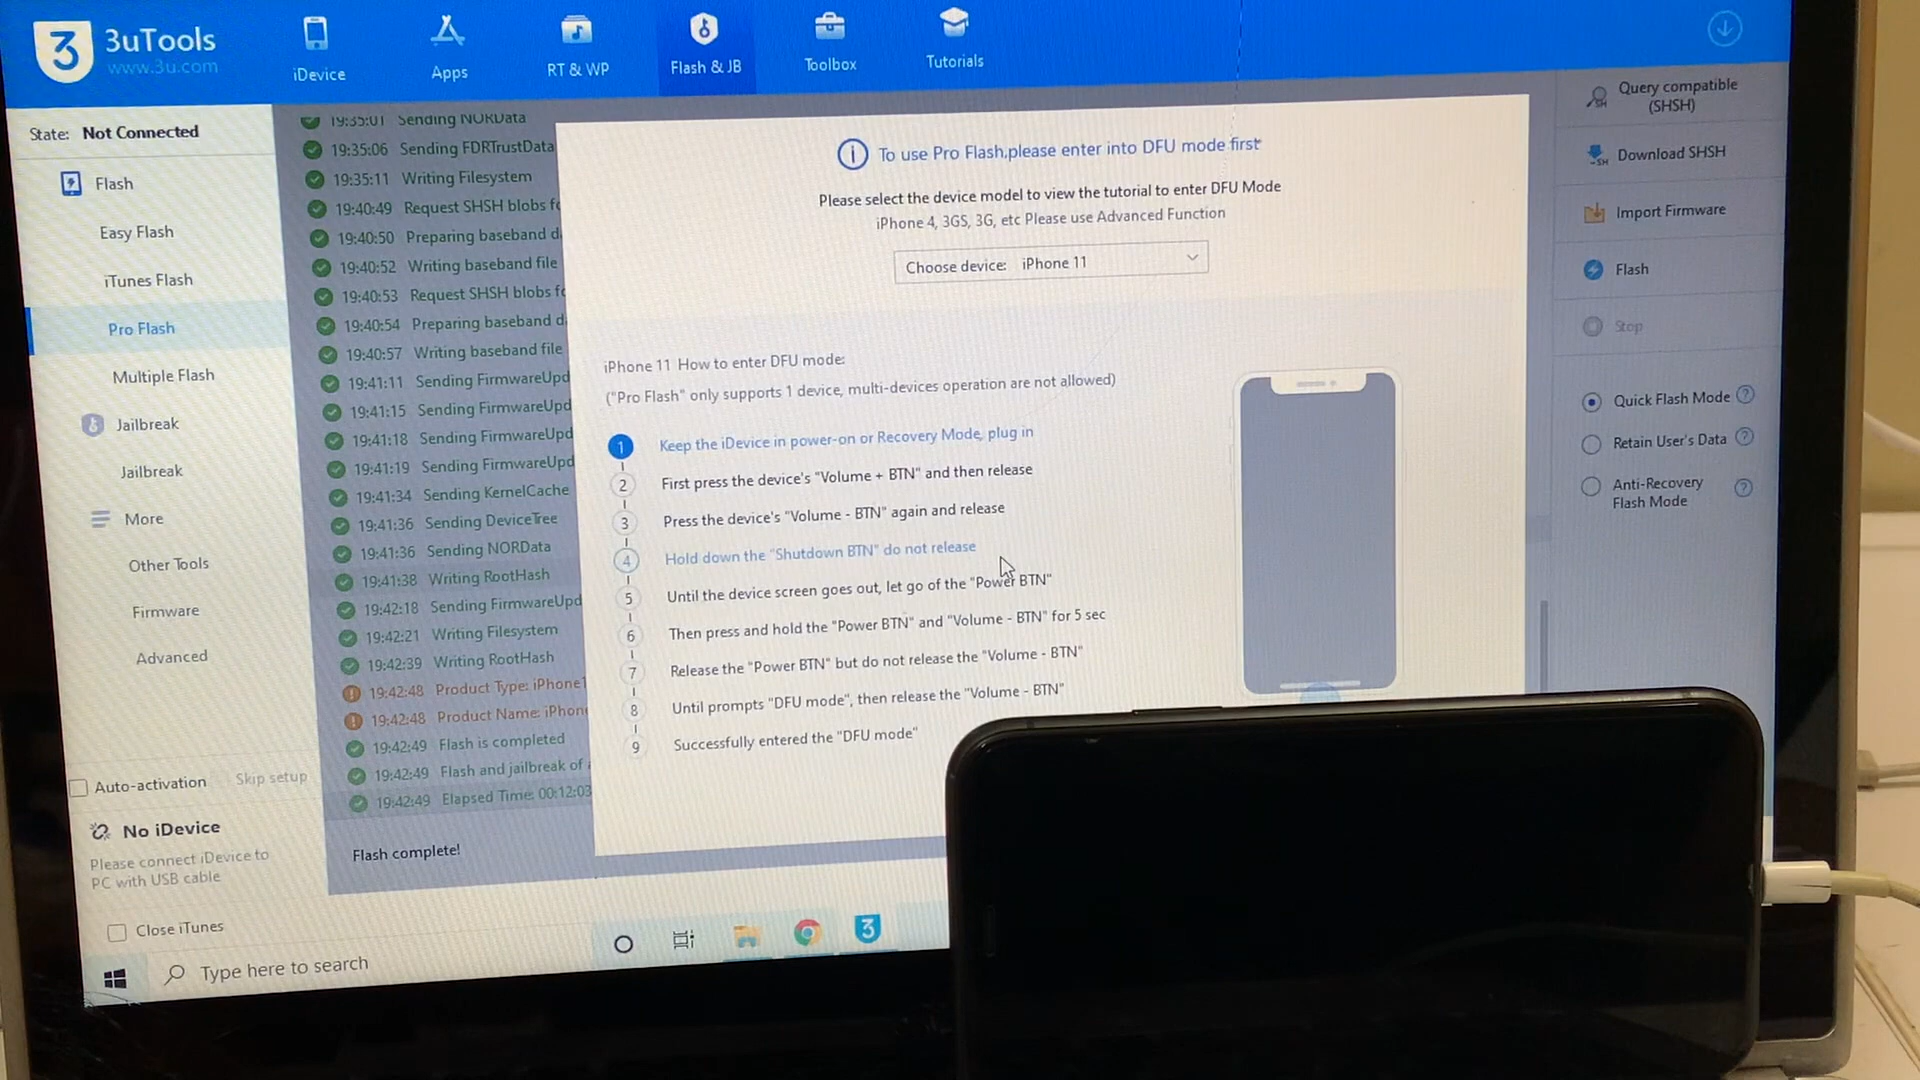 3 3uTools
www.3u.com
iDevice
Apps
RT & WP
Flash & JB
Toolbox
Tutorials
State: Not Connected
Flash
Easy Flash
iTunes Flash
Pro Flash
Multiple Flash
Jailbreak
Jailbreak
More
Other Tools
Firmware
Advanced
Auto-activation Skip setup
No iDevice
Please connect iDevice to
PC with USB cable
Close iTunes
19:35:01 Sending NORData
19:35:06 Sending FDRTrustData
19:35:11 Writing Filesystem
19:40:49 Request SHSH blobs fo
19:40:50 Preparing baseband d
19:40:52 Writing baseband file
19:40:53 Request SHSH blobs fo
19:40:54 Preparing baseband d
19:40:57 Writing baseband file
19:41:11 Sending FirmwareUpd
19:41:15 Sending FirmwareUpd
19:41:18 Sending FirmwareUpd
19:41:19 Sending FirmwareUpd
19:41:34 Sending KernelCache
19:41:36 Sending DeviceTree
19:41:36 Sending NORData
19:41:38 Writing RootHash
19:42:18 Sending FirmwareUpd
19:42:21 Writing Filesystem
19:42:39 Writing RootHash
19:42:48 Product Type: iPhone1
19:42:48 Product Name: iPhon
19:42:49 Flash is completed
19:42:49 Flash and jailbreak of
19:42:49 Elapsed Time: 00:12:03
Flash complete!
To use Pro Flash,please enter into DFU mode first
Please select the device model to view the tutorial to enter DFU Mode
iPhone 4, 3GS, 3G, etc Please use Advanced Function
Choose device: iPhone 11
iPhone 11 How to enter DFU mode:
("Pro Flash" only supports 1 device, multi-devices operation are not allowed)
1 Keep the iDevice in power-on or Recovery Mode, plug in
2 First press the device's "Volume + BTN" and then release
3 Press the device's "Volume - BTN" again and release
4 Hold down the "Shutdown BTN" do not release
5 Until the device screen goes out, let go of the "Power BTN"
6 Then press and hold the "Power BTN" and "Volume - BTN" for 5 sec
7 Release the "Power BTN" but do not release the "Volume - BTN"
8 Until prompts "DFU mode", then release the "Volume - BTN"
9 Successfully entered the "DFU mode"
Query compatible
(SHSH)
Download SHSH
Import Firmware
Flash
Stop
Quick Flash Mode ?
Retain User's Data ?
Anti-Recovery
Flash Mode ?
Type here to search
3